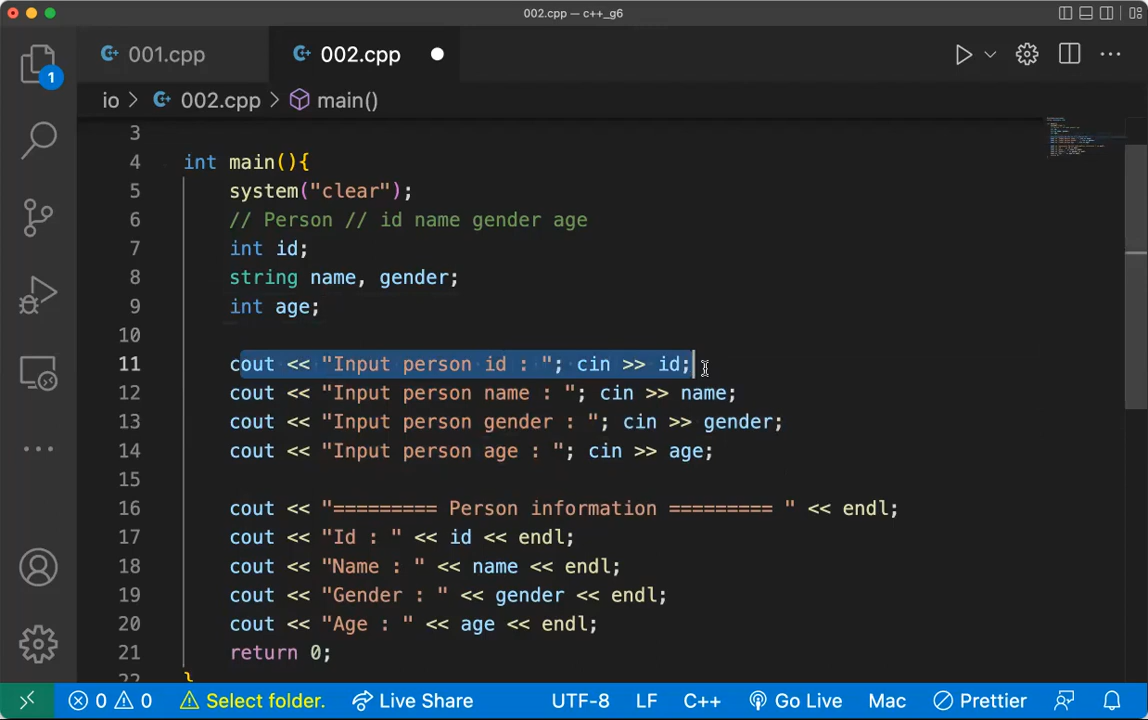 002.cpp — c++_g6
001.cpp
002.cpp
io > 002.cpp > main()
3
4 int main(){
5 system("clear");
6 // Person // id name gender age
7 int id;
8 string name, gender;
9 int age;
10
11 cout << "Input person id : "; cin >> id;
12 cout << "Input person name : "; cin >> name;
13 cout << "Input person gender : "; cin >> gender;
14 cout << "Input person age : "; cin >> age;
15
16 cout << "========= Person information ========= " << endl;
17 cout << "Id : " << id << endl;
18 cout << "Name : " << name << endl;
19 cout << "Gender : " << gender << endl;
20 cout << "Age : " << age << endl;
21 return 0;
22 }
1
0 0 Select folder. Live Share UTF-8 LF C++ Go Live Mac Prettier